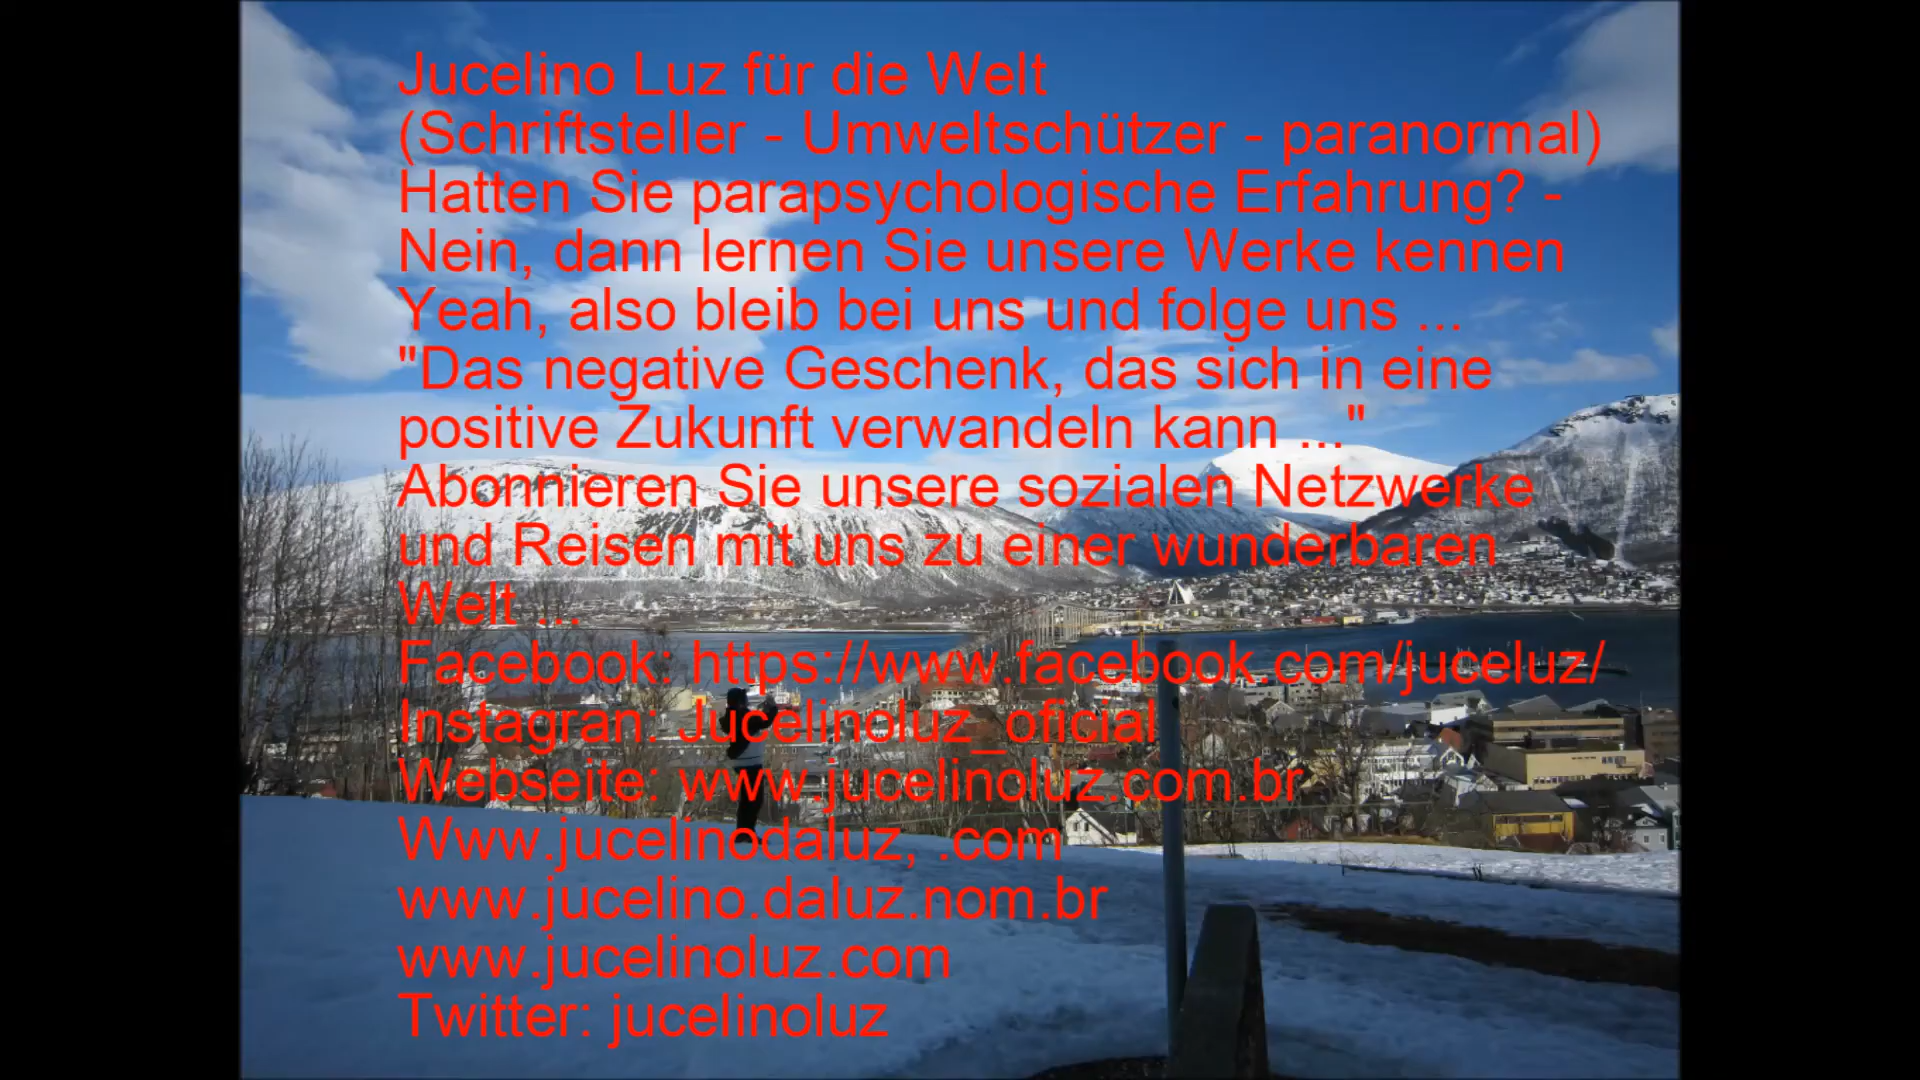 Jucelino Luz für die Welt
(Schriftsteller - Umweltschützer - paranormal)
Hatten Sie parapsychologische Erfahrung? -
Nein, dann lernen Sie unsere Werke kennen
Yeah, also bleib bei uns und folge uns ...
"Das negative Geschenk, das sich in eine
positive Zukunft verwandeln kann ..."
Abonnieren Sie unsere sozialen Netzwerke
und Reisen mit uns zu einer wunderbaren
Welt ...
Facebook: https://www.facebook.com/juceluz/
Instagran: Jucelinoluz_oficial
Webseite: www.jucelinoluz.com.br
Www.jucelinodaluz, .com
www.jucelino.daluz.nom.br
www.jucelinoluz.com
Twitter: jucelinoluz